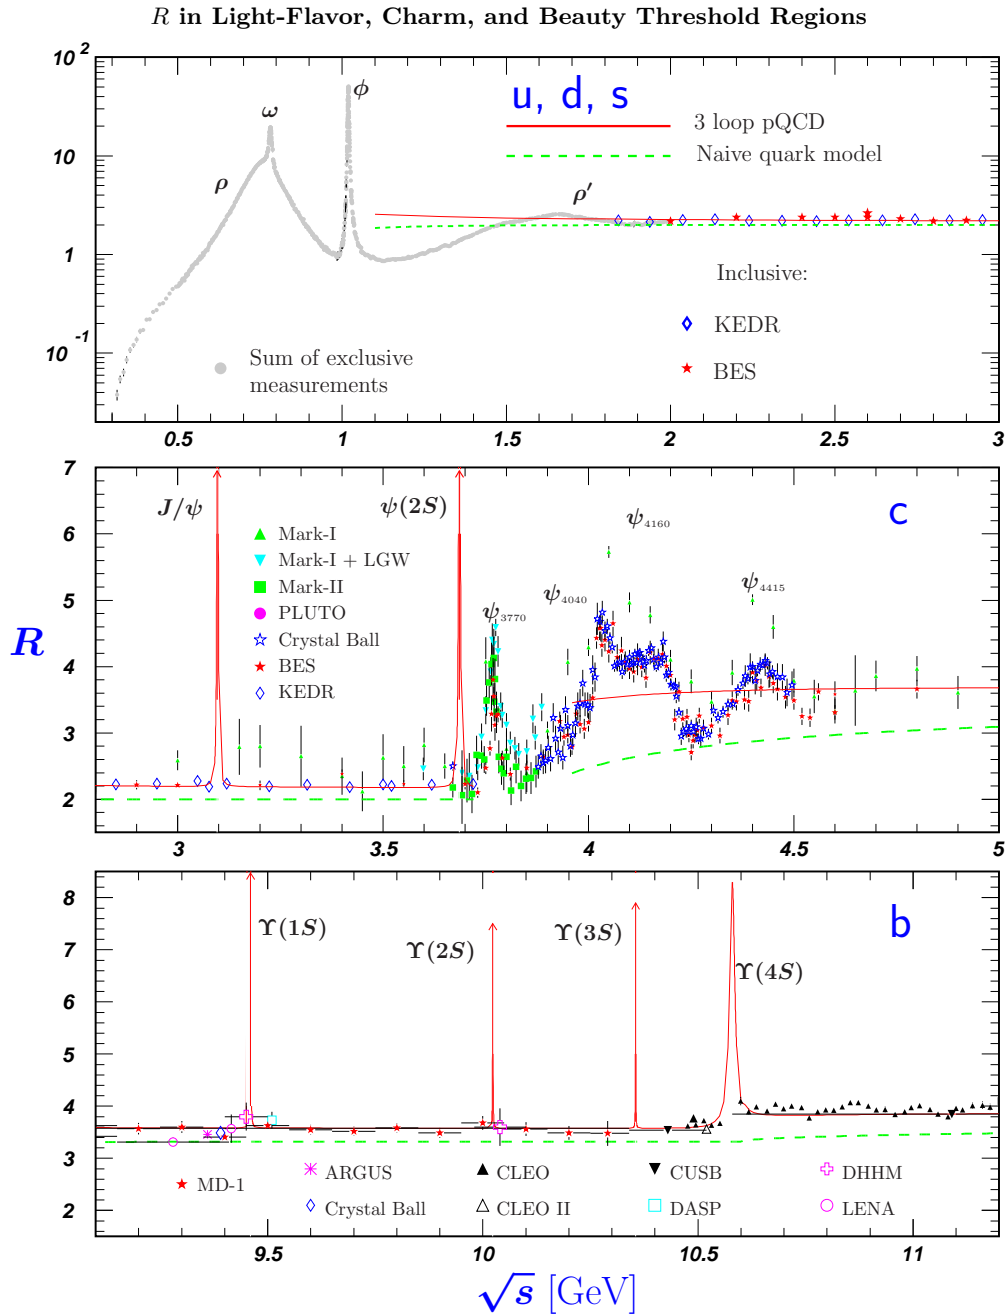 R in Light-Flavor, Charm, and Beauty Threshold Regions
10 2
10
1
10 -1
ρ
ω
ϕ
u, d, s
3 loop pQCD
Naive quark model
ρ′
Inclusive:
KEDR
BES
Sum of exclusive
measurements
0.5 1 1.5 2 2.5 3
R
7
6
5
4
3
2
J/ψ
ψ(2S)
c
Mark-I
Mark-I + LGW
Mark-II
PLUTO
Crystal Ball
BES
KEDR
ψ3770
ψ4040
ψ4160
ψ4415
3 3.5 4 4.5 5
8
7
6
5
4
3
2
Υ(1S)
Υ(2S)
Υ(3S)
Υ(4S)
b
MD-1
ARGUS
Crystal Ball
CLEO
CLEO II
CUSB
DASP
DHHM
LENA
9.5 10 10.5 11
√s [GeV]